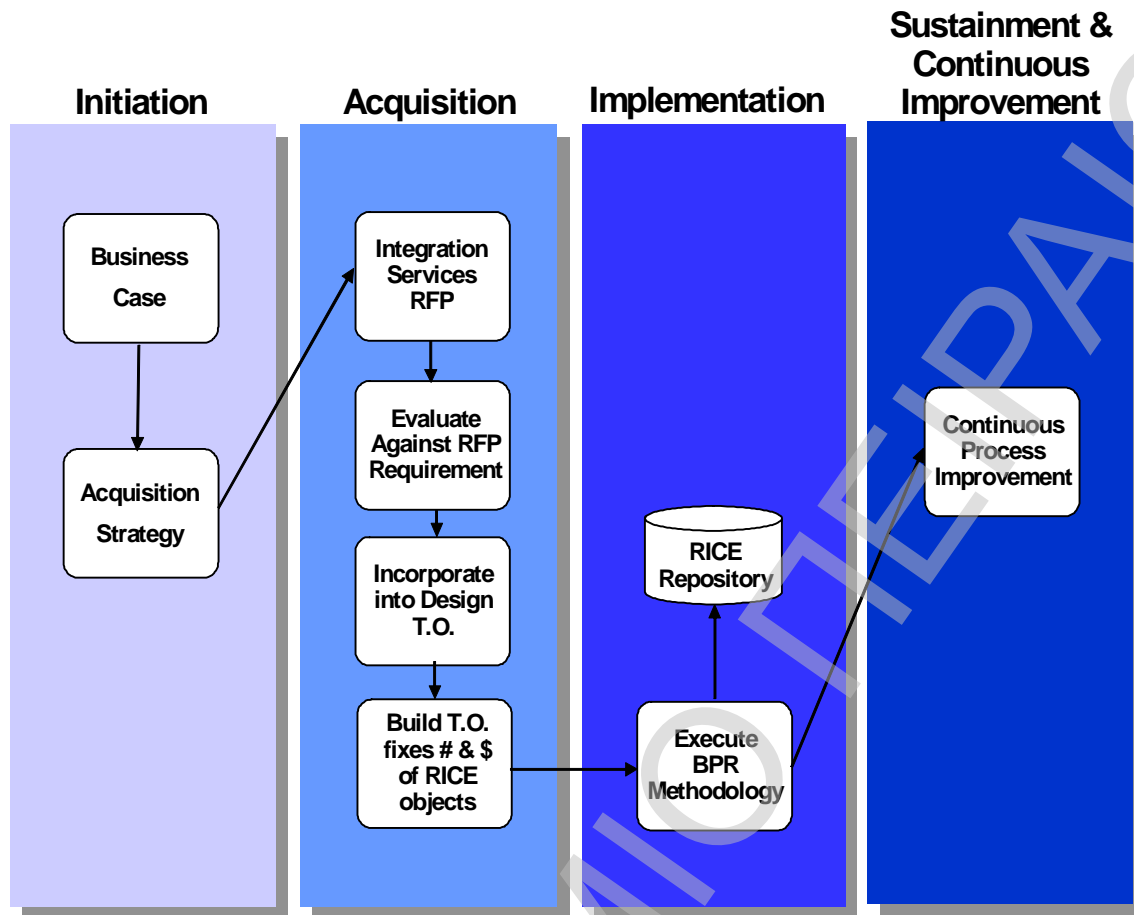 Initiation
Business
Case
Acquisition
Strategy
Acquisition
Integration
Services
RFP
Evaluate
Against RFP
Requirement
Incorporate
into Design
T.O.
Build T.O.
fixes # & $
of RICE
objects
Implementation
RICE
Repository
Execute
BPR
Methodology
Sustainment &
Continuous
Improvement
Continuous
Process
Improvement